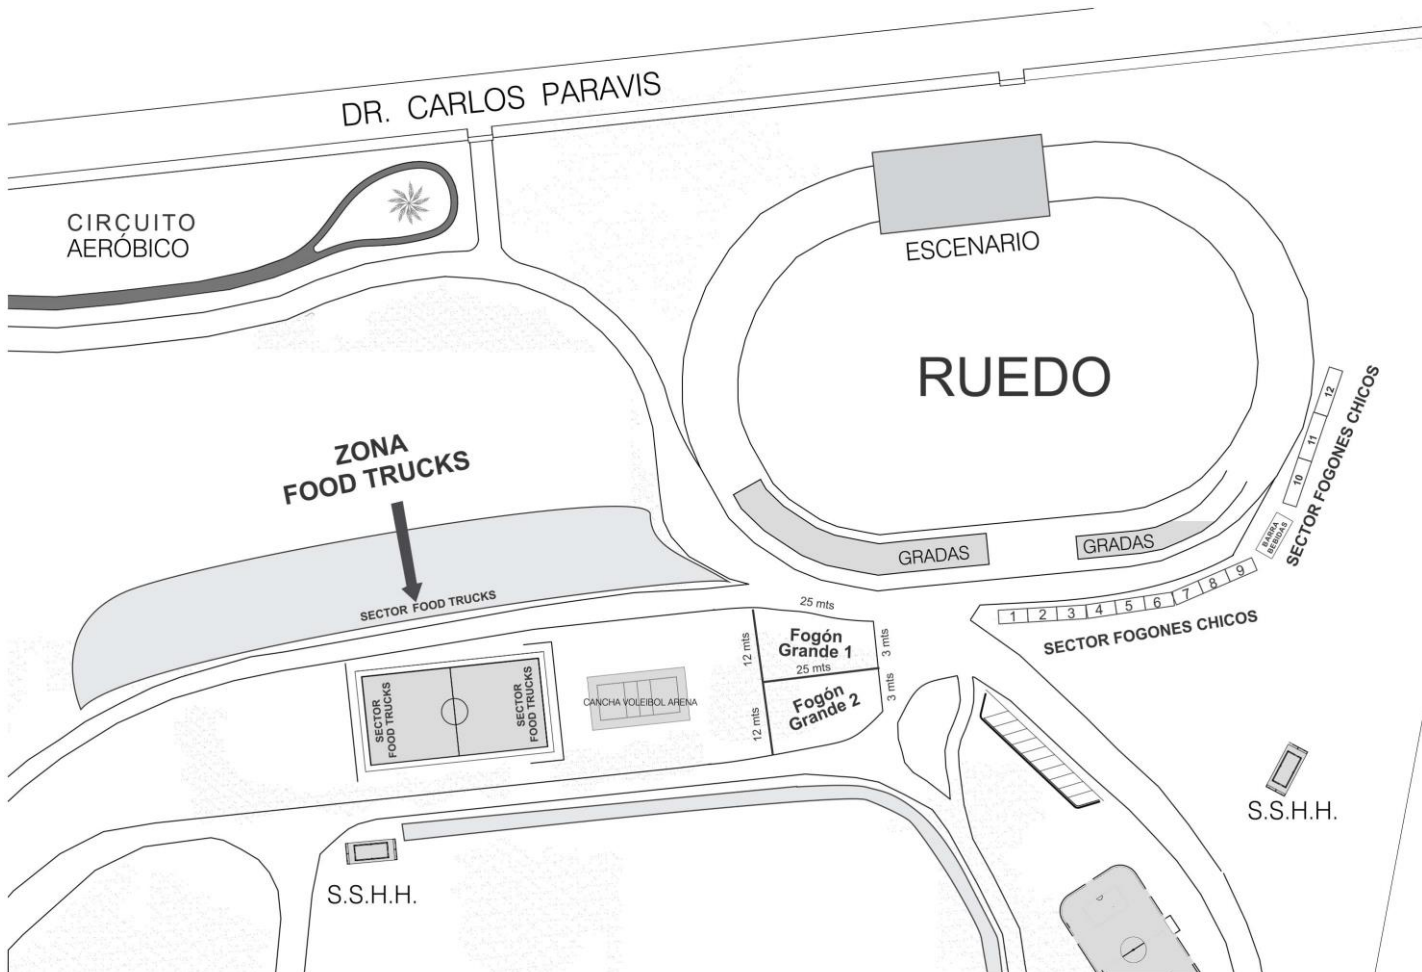 DR. CARLOS PARAVIS
CIRCUITO
AERÓBICO
ESCENARIO
RUEDO
ZONA
FOOD TRUCKS
SECTOR FOOD TRUCKS
GRADAS
GRADAS
12
11
10
SECTOR FOGONES CHICOS
BARRA
BEBIDAS
1 2 3 4 5 6 7 8 9
SECTOR FOGONES CHICOS
25 mts
12 mts
Fogón
Grande 1
3 mts
25 mts
12 mts
Fogón
Grande 2
3 mts
SECTOR
FOOD TRUCKS
SECTOR
FOOD TRUCKS
CANCHA VOLEIBOL ARENA
S.S.H.H.
S.S.H.H.